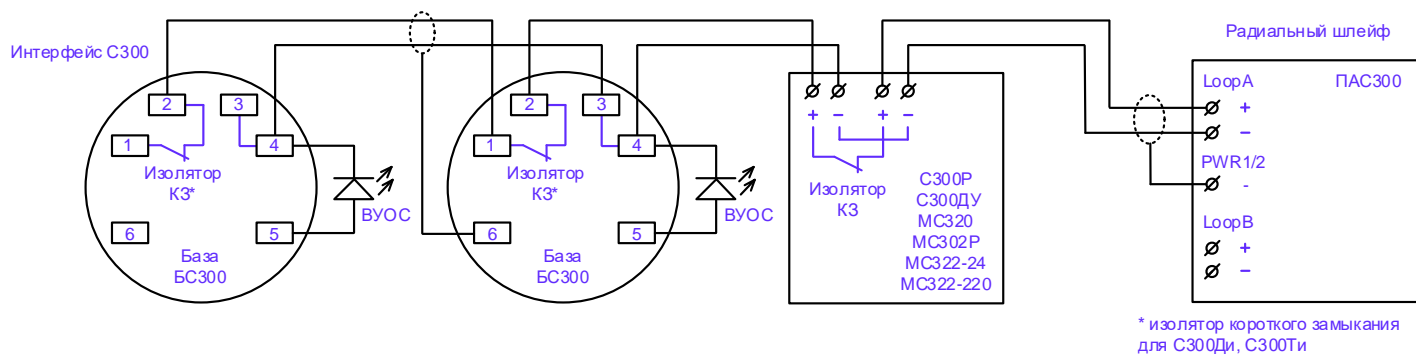 Интерфейс С300
2
3
1
4
Изолятор
КЗ*
6
5
База
БС300
ВУОС
2
3
1
4
Изолятор
КЗ*
6
5
База
БС300
ВУОС
+ − + −
Изолятор
КЗ
С300Р
С300ДУ
МС320
МС302Р
МС322-24
МС322-220
Радиальный шлейф
LoopA
ПАС300
+
−
PWR1/2
-
LoopB
+
−
* изолятор короткого замыкания
для С300Ди, С300Ти